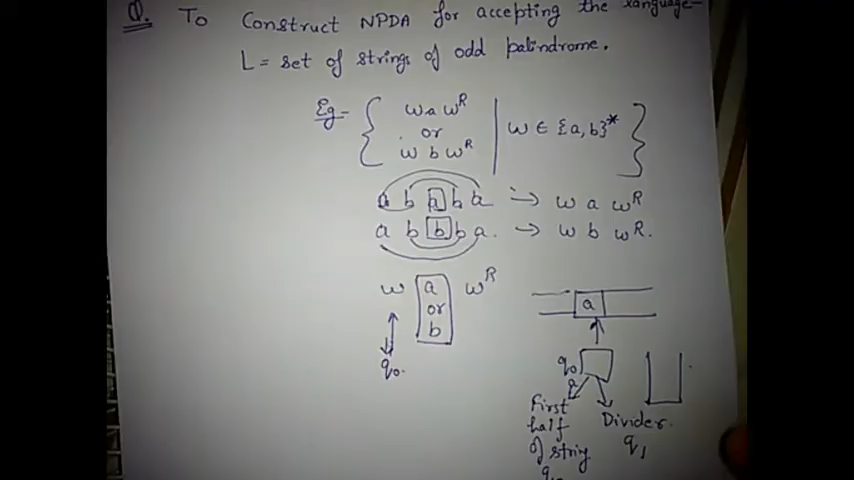 Q. To Construct NPDA for accepting the language-
L = set of strings of odd palindrome.
Eg- { w a w^R | w ∈ {a, b}* }
or
w b w^R
a b a b a → w a w^R
a b b b a. → w b w^R.
w a w^R
or
b
q₀.
a
q₀
a
First
half
of string
q₀
Divider.
q₁